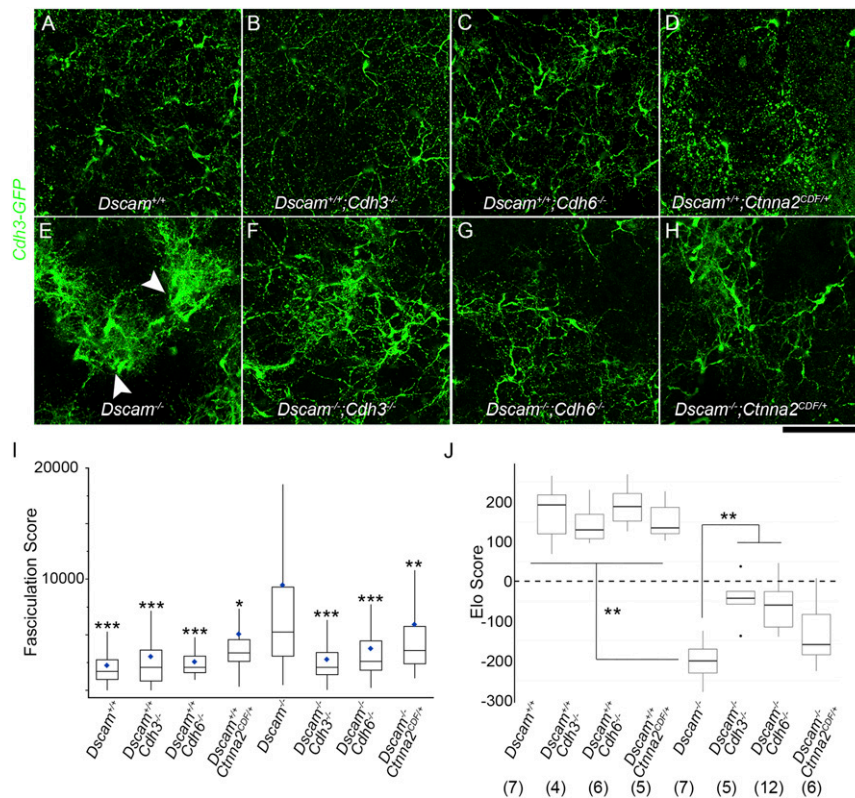 A B C D
Cdh3-GFP
Dscam+/+ Dscam+/+;Cdh3-/- Dscam+/+;Cdh6-/- Dscam+/+;Ctnna2CDF/+
E F G H
Dscam-/- Dscam-/-;Cdh3-/- Dscam-/-;Cdh6-/- Dscam-/-;Ctnna2CDF/+
I
20000
10000
Fasciculation Score
*** *** *** * *** *** **
Dscam+/+
Dscam+/+
Cdh3-/-
Dscam+/+
Cdh6-/-
Dscam+/+
Ctnna2CDF/+
Dscam-/-
Dscam-/-
Cdh3-/-
Dscam-/-
Cdh6-/-
Dscam-/-
Ctnna2CDF/+
J
200
100
0
-100
-200
-300
Elo Score
**
**
Dscam+/+
Dscam+/+
Cdh3-/-
Dscam+/+
Cdh6-/-
Dscam+/+
Ctnna2CDF/+
Dscam-/-
Dscam-/-
Cdh3-/-
Dscam-/-
Cdh6-/-
Dscam-/-
Ctnna2CDF/+
(7) (4) (6) (5) (7) (5) (12) (6)